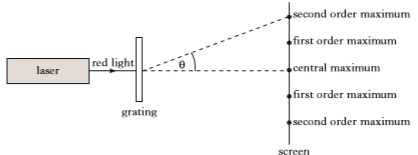 second order maximum
first order maximum
red light
laser
θ
central maximum
grating
first order maximum
second order maximum
screen